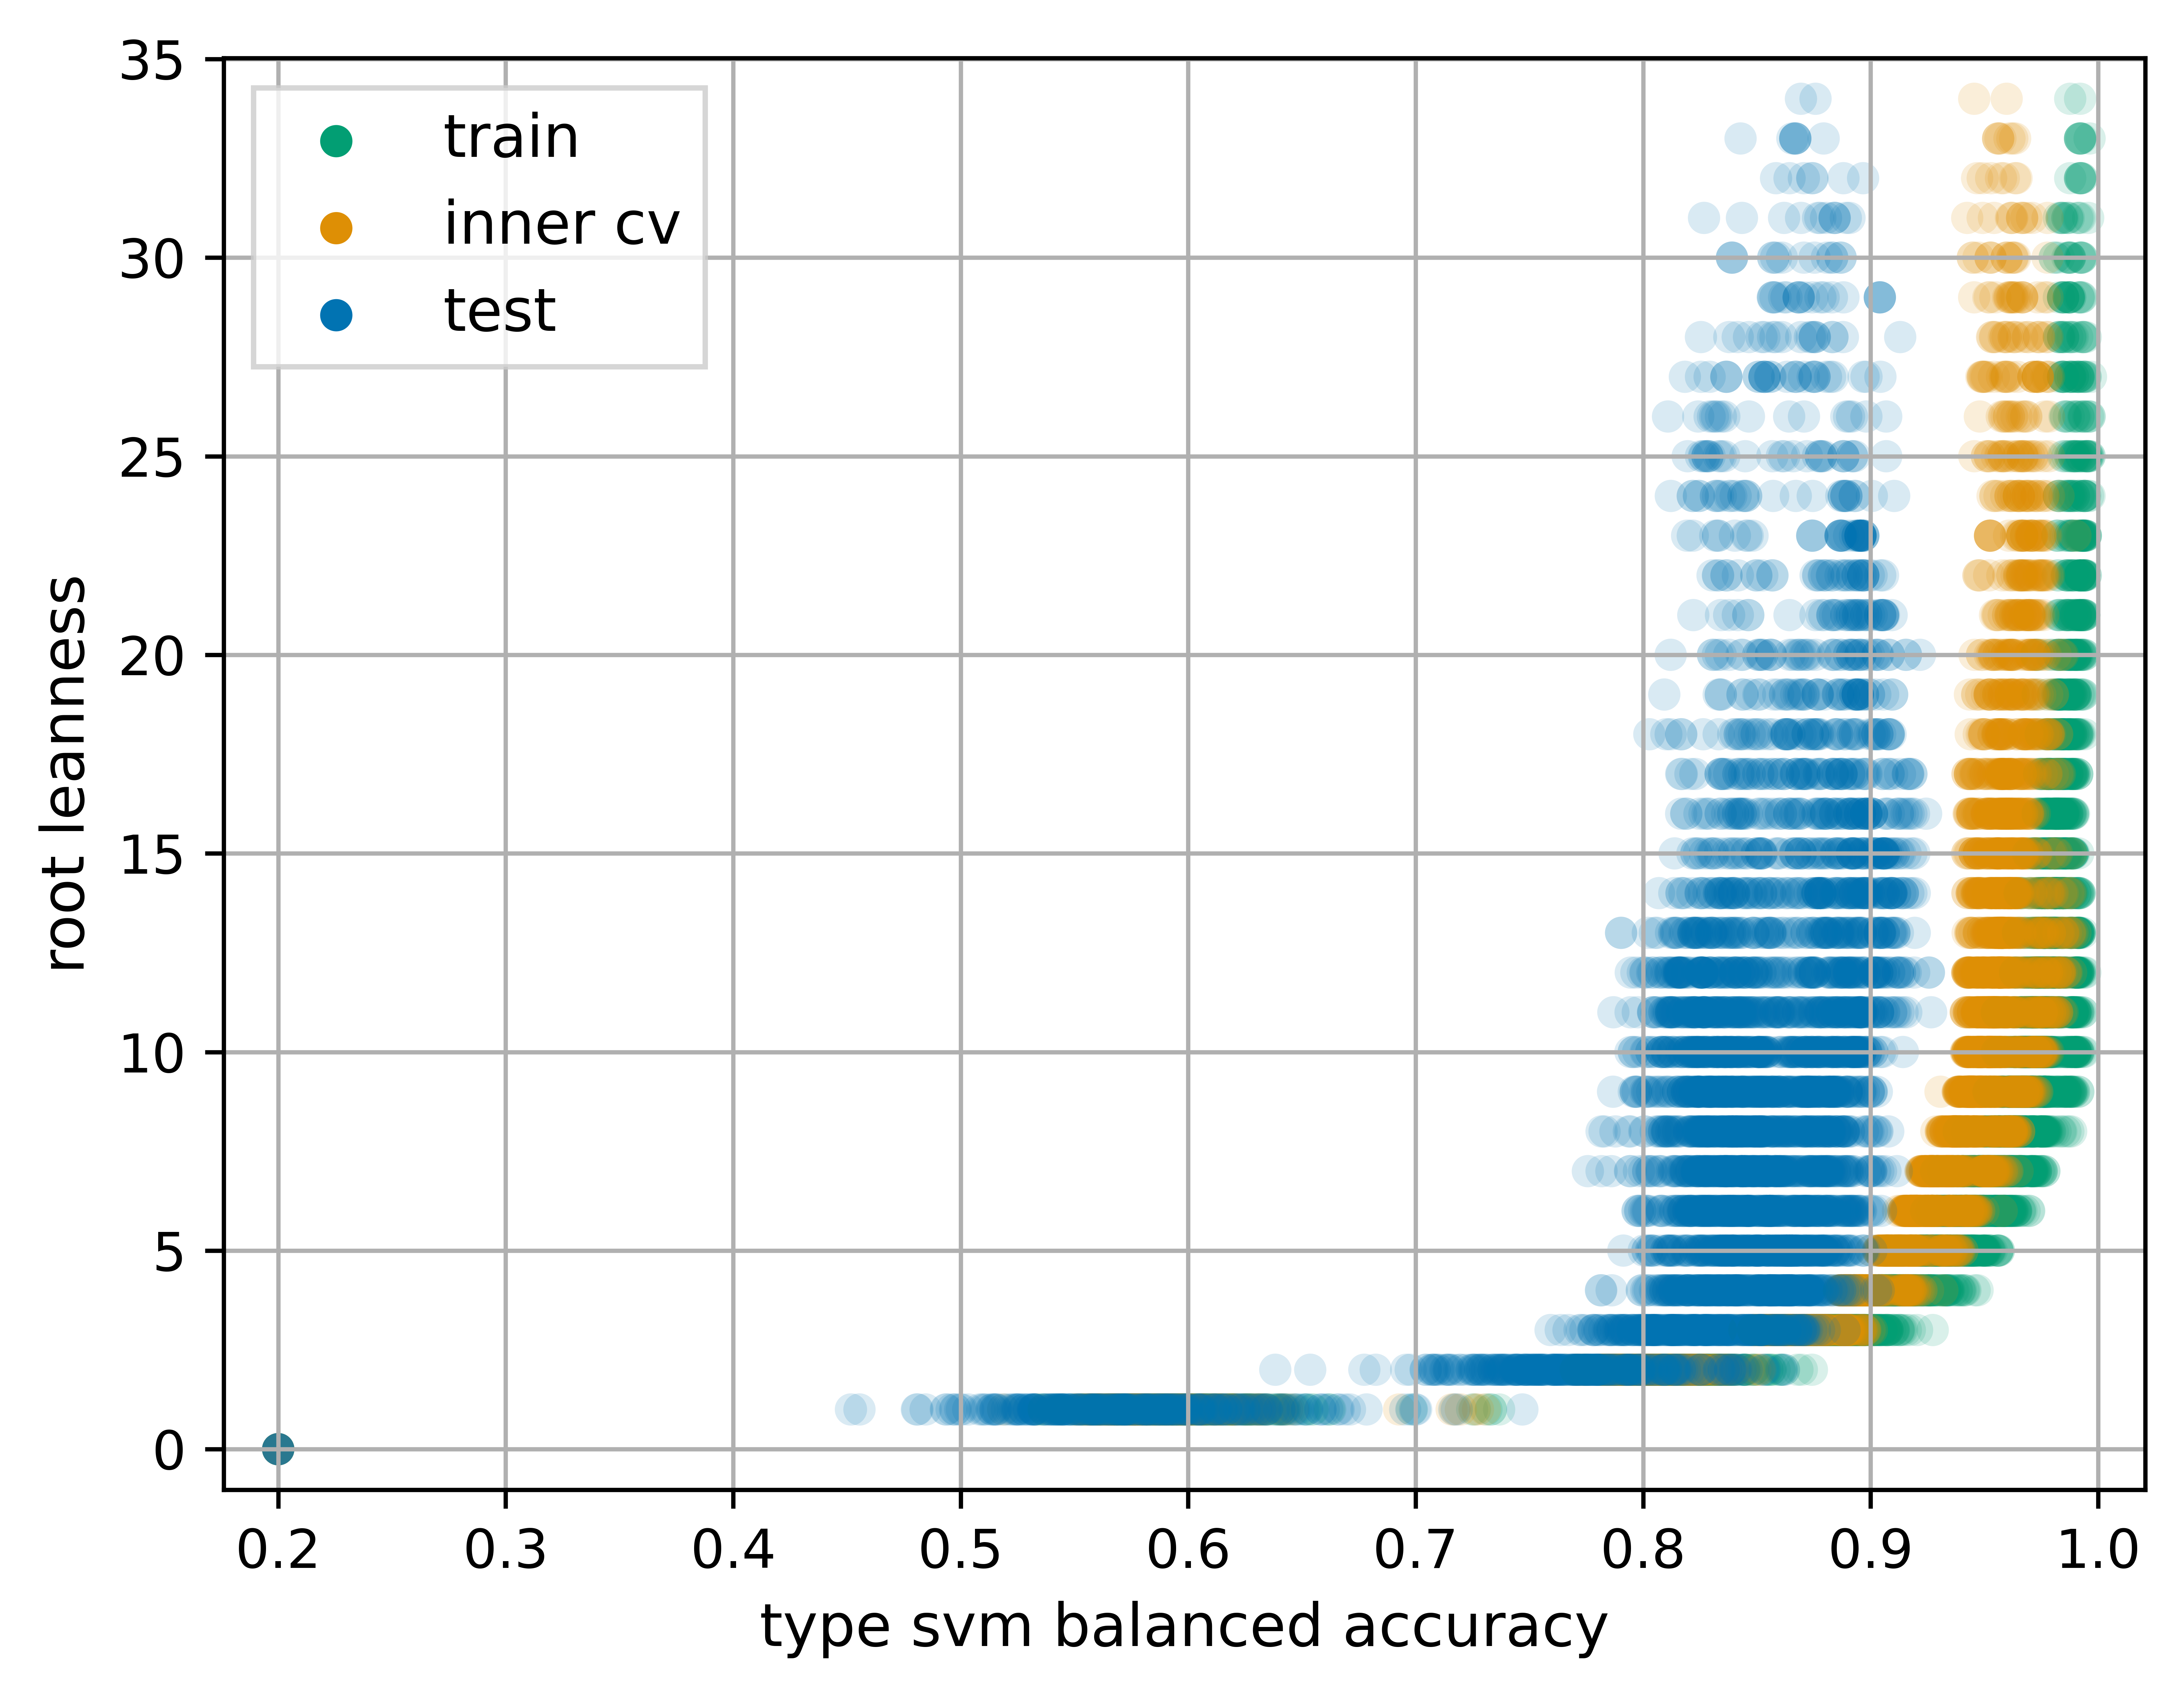 35
30
25
20
15
10
5
0
root leanness
train
inner cv
test
0.2 0.3 0.4 0.5 0.6 0.7 0.8 0.9 1.0
type svm balanced accuracy